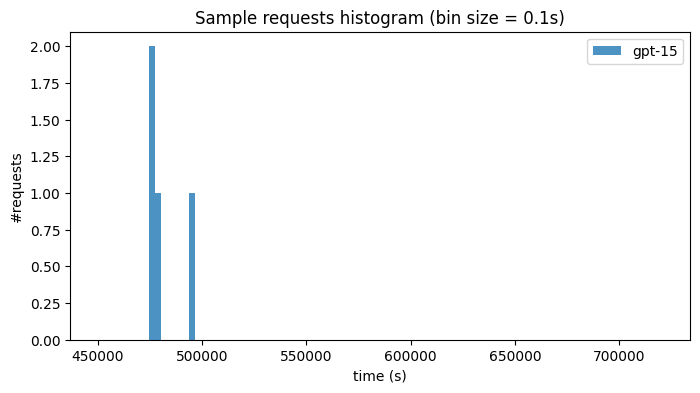 Sample requests histogram (bin size = 0.1s)
gpt-15
2.00
1.75
1.50
1.25
1.00
0.75
0.50
0.25
0.00
#requests
450000 500000 550000 600000 650000 700000
time (s)